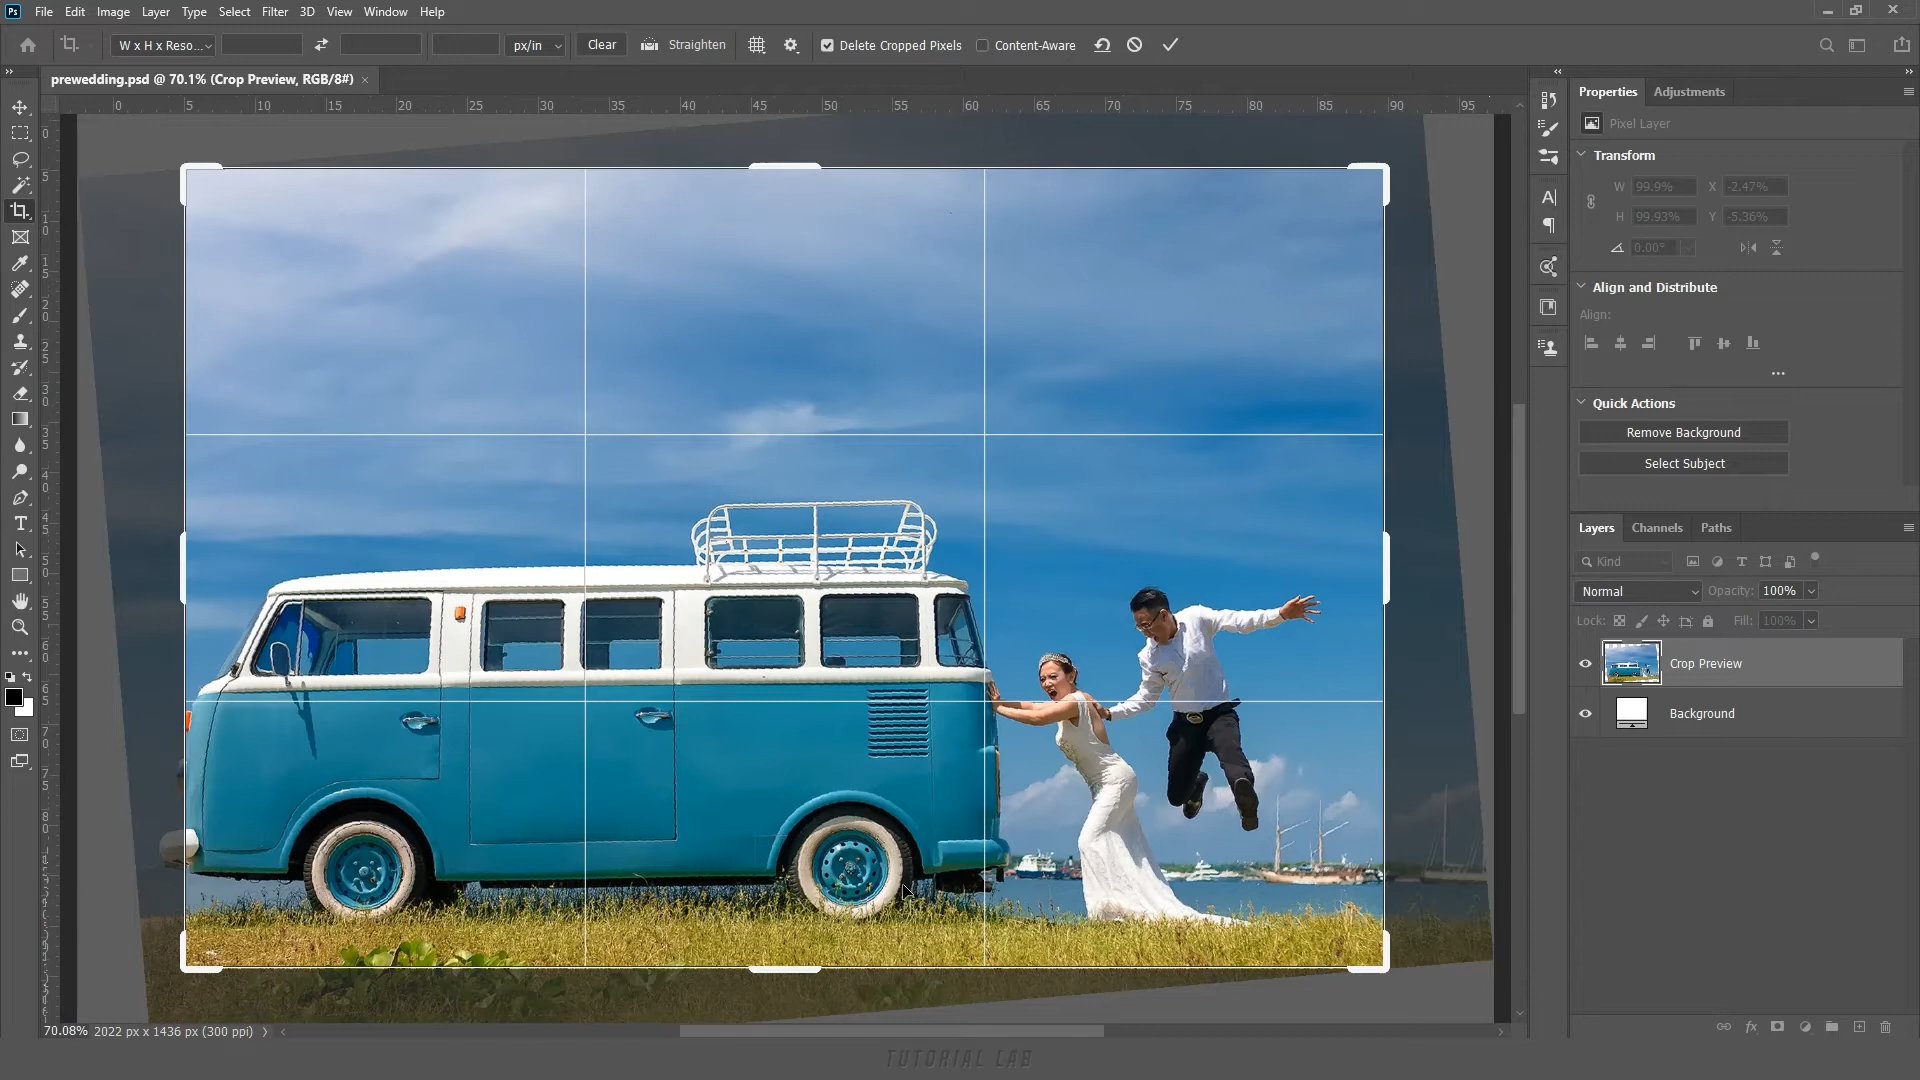 Ps File Edit Image Layer Type Select Filter 3D View Window Help
W x H x Reso... px/in Clear Straighten Delete Cropped Pixels Content-Aware
prewedding.psd @ 70.1% (Crop Preview, RGB/8#) ×
0 5 10 15 20 25 30 35 40 45 50 55 60 65 70 75 80 85 90 95
Properties Adjustments
Pixel Layer
Transform
W 99.9% X -2.47%
H 99.93% Y -5.36%
0.00°
Align and Distribute
Align:
Quick Actions
Remove Background
Select Subject
Layers Channels Paths
Kind
Normal Opacity: 100%
Lock: Fill: 100%
Crop Preview
Background
70.08% 2022 px x 1436 px (300 ppi)
TUTORIAL LAB